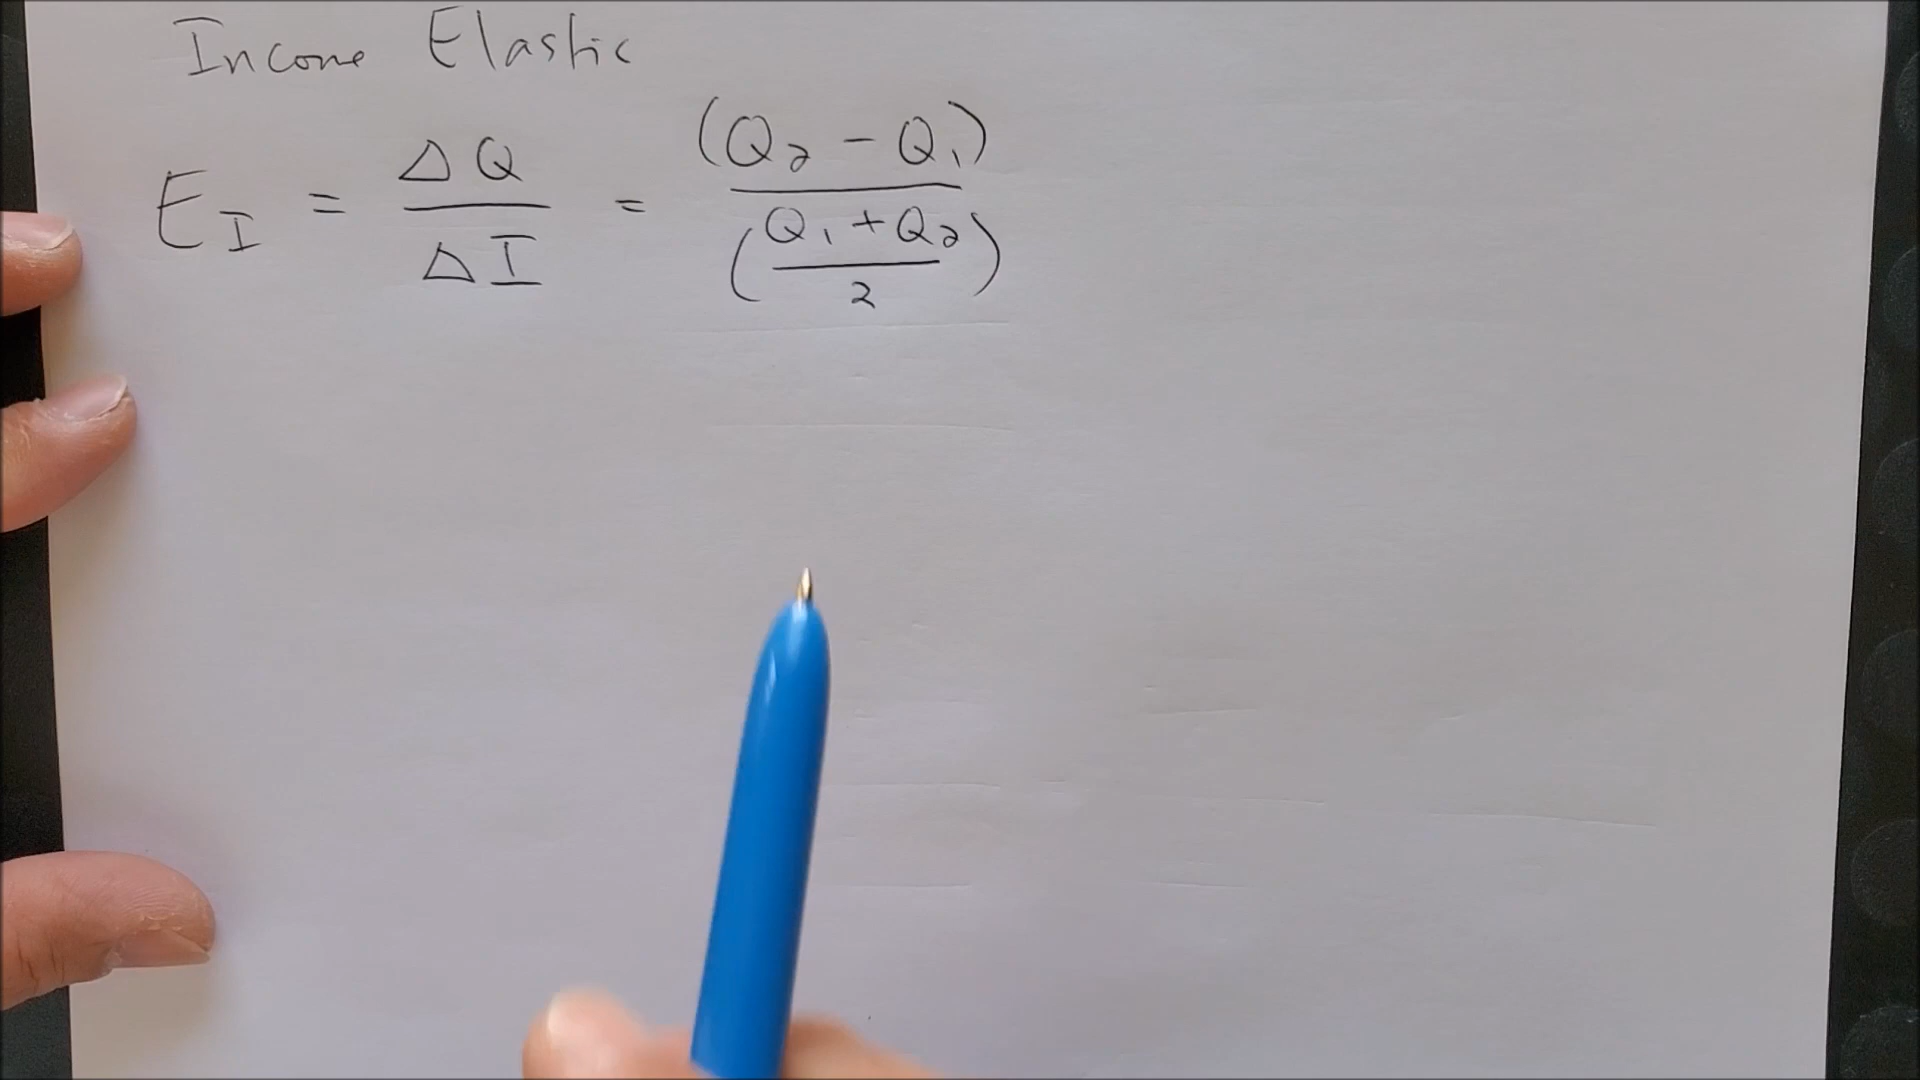 Income Elastic
E_I = ΔQ / ΔI = (Q₂ - Q₁) / ((Q₁ + Q₂) / 2)